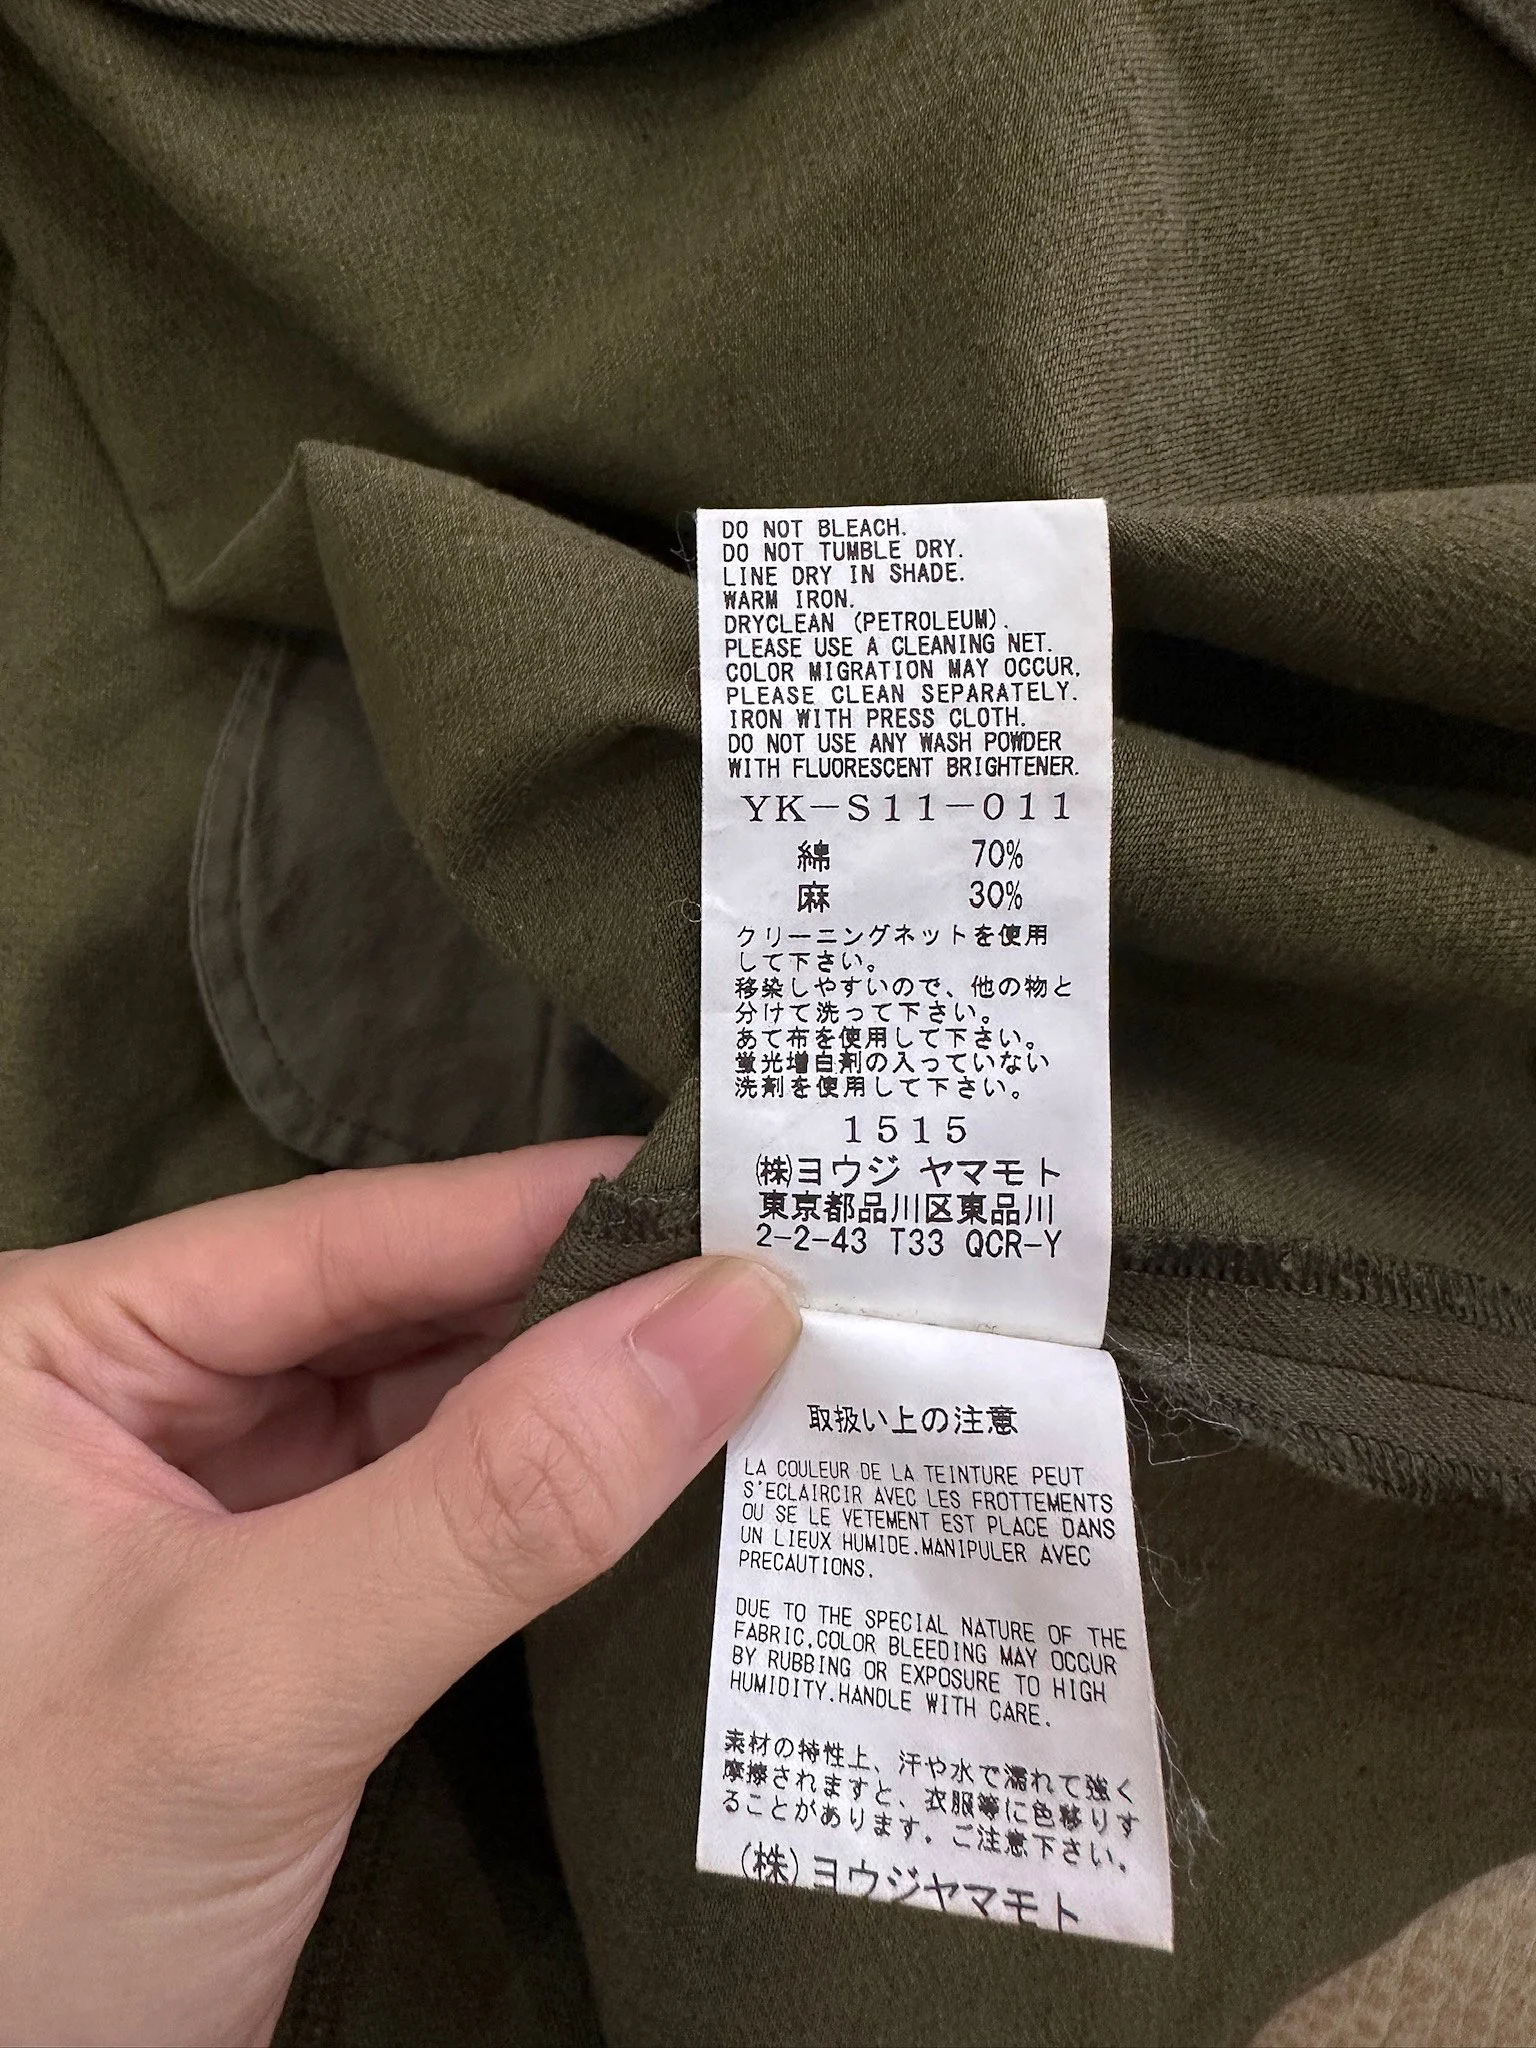 DO NOT BLEACH.
DO NOT TUMBLE DRY.
LINE DRY IN SHADE.
WARM IRON.
DRYCLEAN (PETROLEUM).
PLEASE USE A CLEANING NET.
COLOR MIGRATION MAY OCCUR,
PLEASE CLEAN SEPARATELY.
IRON WITH PRESS CLOTH.
DO NOT USE ANY WASH POWDER
WITH FLUORESCENT BRIGHTENER.
YK-S11-011
綿 70%
麻 30%
クリーニングネットを使用
して下さい。
移染しやすいので、他の物と
分けて洗って下さい。
あて布を使用して下さい。
蛍光増白剤の入っていない
洗剤を使用して下さい。
1515
㈱ヨウジ ヤマモト
東京都品川区東品川
2-2-43 T33 QCR-Y
取扱い上の注意
LA COULEUR DE LA TEINTURE PEUT
S'ECLAIRCIR AVEC LES FROTTEMENTS
OU SE LE VETEMENT EST PLACE DANS
UN LIEUX HUMIDE.MANIPULER AVEC
PRECAUTIONS.
DUE TO THE SPECIAL NATURE OF THE
FABRIC,COLOR BLEEDING MAY OCCUR
BY RUBBING OR EXPOSURE TO HIGH
HUMIDITY.HANDLE WITH CARE.
素材の特性上、汗や水で濡れて強く
摩擦されますと、衣服等に色移りす
ることがあります。ご注意下さい。
(株)ヨウジヤマモト